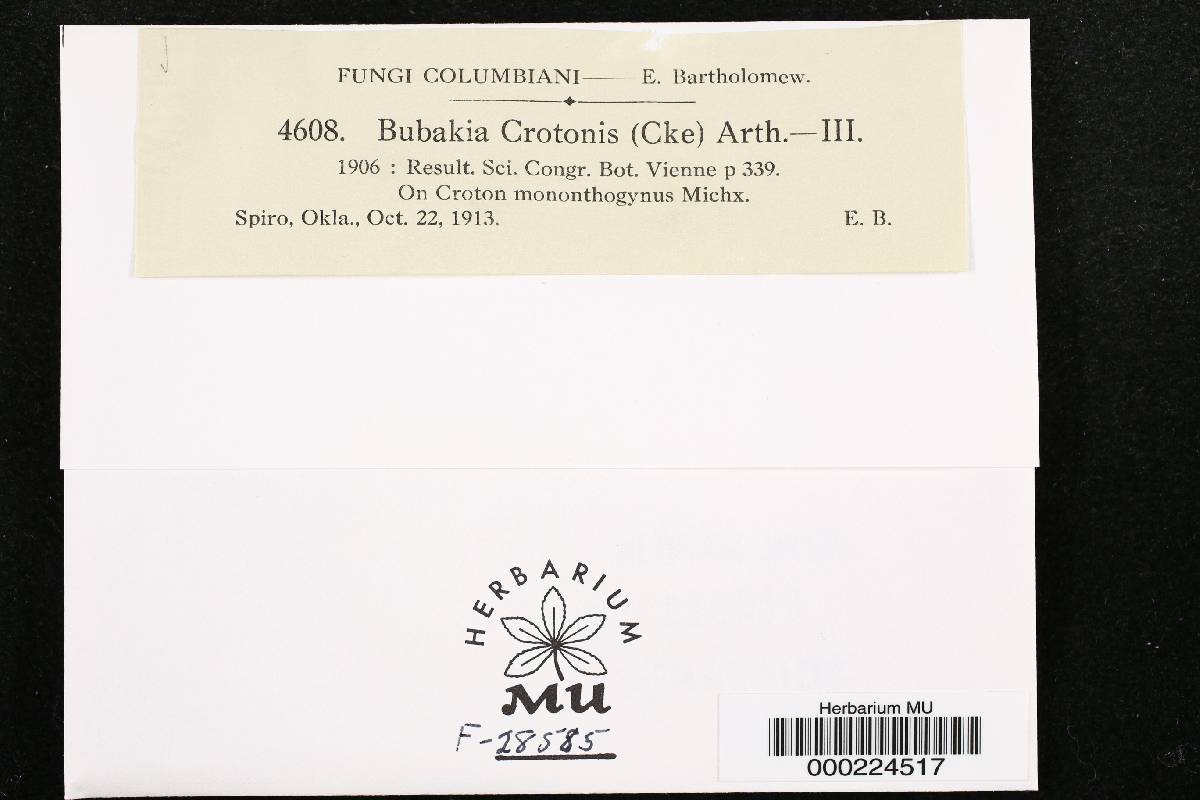 FUNGI COLUMBIANI—— E. Bartholomew.
4608. Bubakia Crotonis (Cke) Arth.—III.
1906 : Result. Sci. Congr. Bot. Vienne p 339.
On Croton mononthogynus Michx.
Spiro, Okla., Oct. 22, 1913. E. B.
HERBARIUM
MU
F-28585
Herbarium MU
000224517